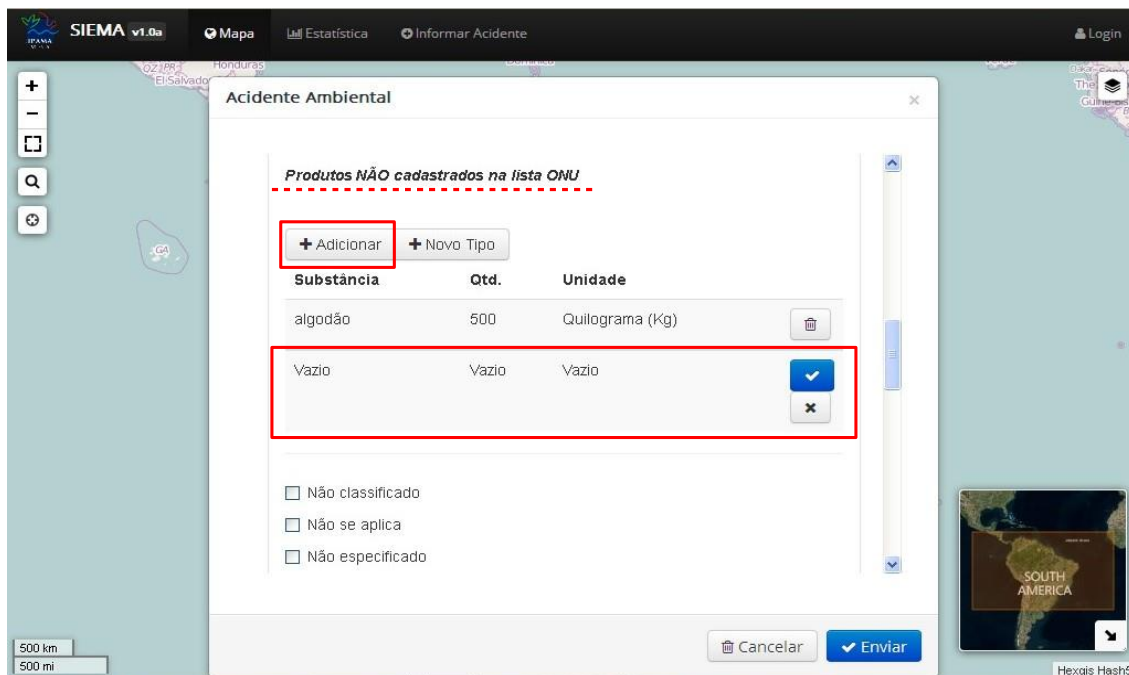 IBAMA
SIEMA v1.0a
Mapa
Estatística
Informar Acidente
Login
Honduras
El Salvador
+
−
Acidente Ambiental
×
Produtos NÃO cadastrados na lista ONU
+ Adicionar
+ Novo Tipo
Substância Qtd. Unidade
algodão 500 Quilograma (Kg)
Vazio Vazio Vazio
Não classificado
Não se aplica
Não especificado
SOUTH
AMERICA
500 km
500 mi
Cancelar
Enviar